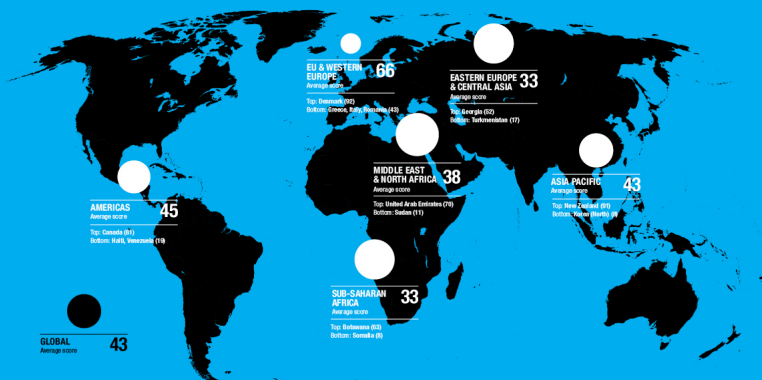 EU & WESTERN
EUROPE
66
Average score
Top: Denmark (92)
Bottom: Greece, Italy, Romania (43)
EASTERN EUROPE
& CENTRAL ASIA
33
Average score
Top: Georgia (52)
Bottom: Turkmenistan (17)
MIDDLE EAST
& NORTH AFRICA
38
Average score
Top: United Arab Emirates (70)
Bottom: Sudan (11)
ASIA PACIFIC
43
Average score
Top: New Zealand (91)
Bottom: Korea (North) (8)
AMERICAS
45
Average score
Top: Canada (81)
Bottom: Haiti, Venezuela (19)
SUB-SAHARAN
AFRICA
33
Average score
Top: Botswana (63)
Bottom: Somalia (8)
GLOBAL
43
Average score